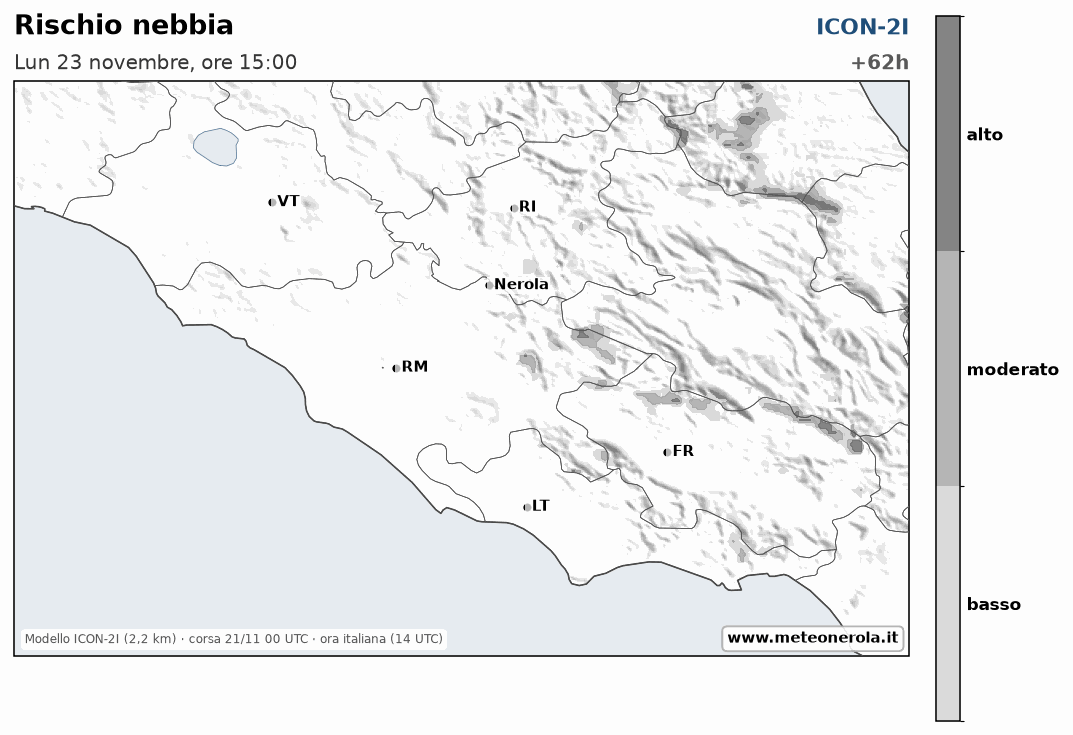 Rischio nebbia
ICON-2I
Lun 23 novembre, ore 15:00
+62h
alto
VT
RI
Nerola
RM
moderato
FR
LT
basso
Modello ICON-2I (2,2 km) · corsa 21/11 00 UTC · ora italiana (14 UTC)
www.meteonerola.it